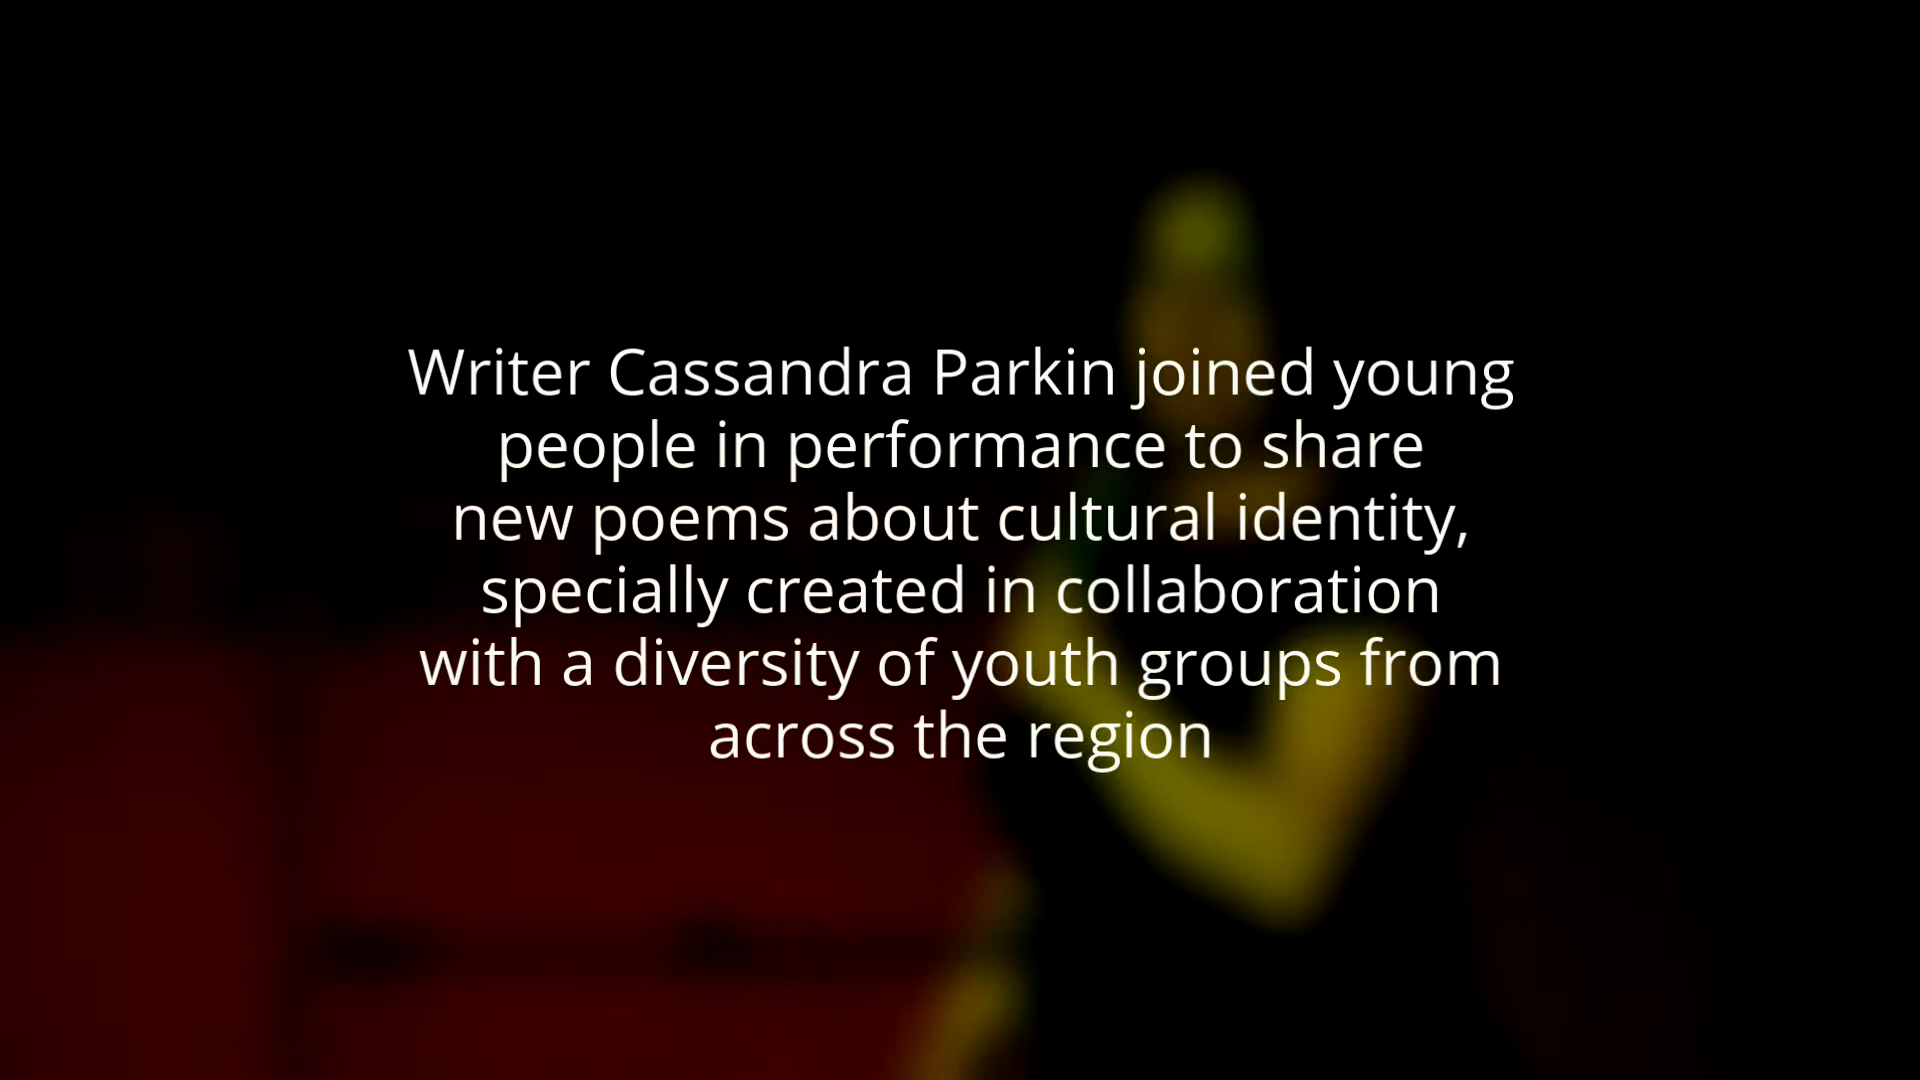 Writer Cassandra Parkin joined young
people in performance to share
new poems about cultural identity,
specially created in collaboration
with a diversity of youth groups from
across the region